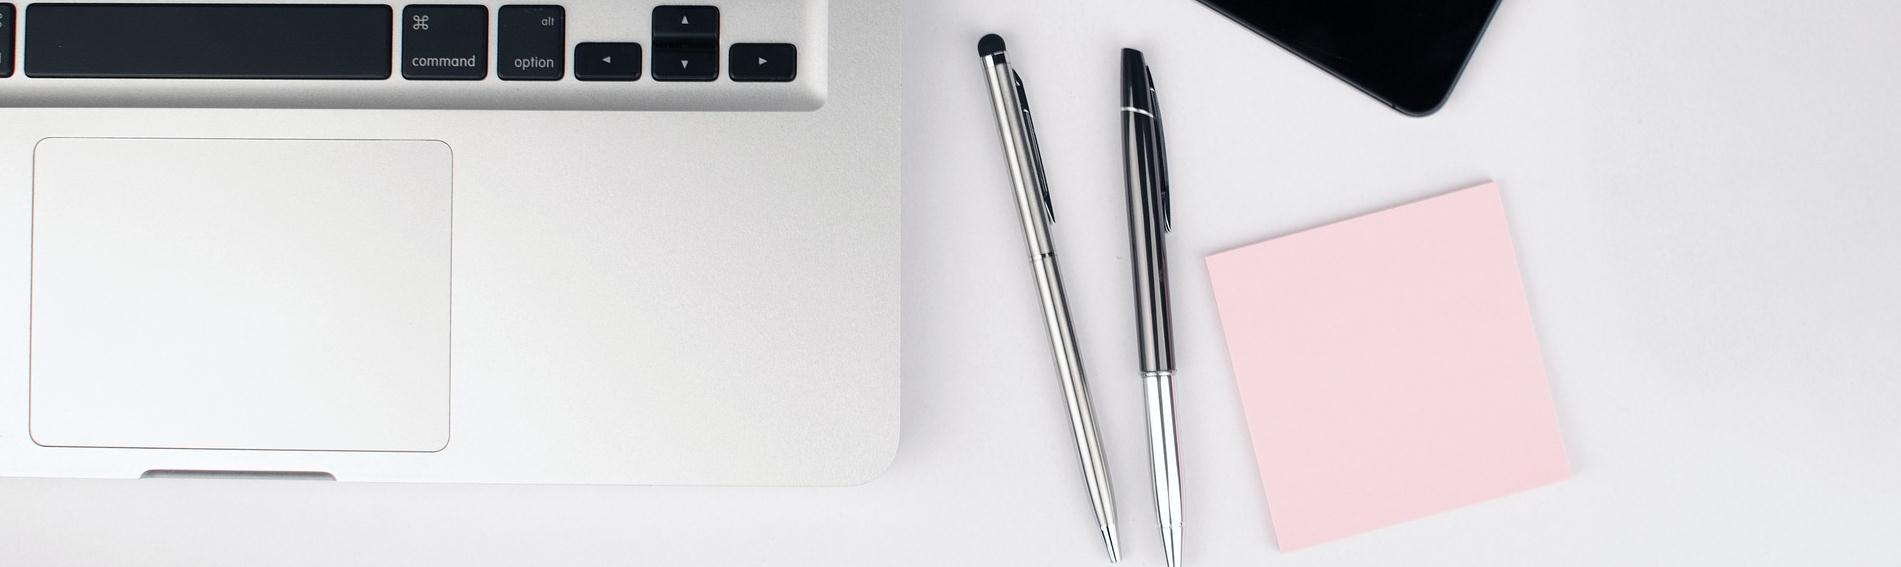 ⌘ alt
command option